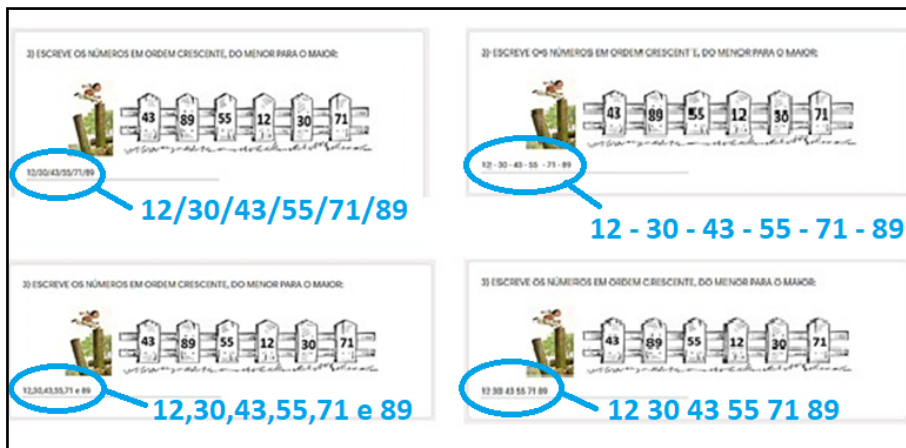 3) ESCREVE OS NÚMEROS EM ORDEM CRESCENTE, DO MENOR PARA O MAIOR:
43 89 55 12 30 71
12/30/43/55/71/89
12/30/43/55/71/89
3) ESCREVE OS NÚMEROS EM ORDEM CRESCENTE, DO MENOR PARA O MAIOR:
43 89 55 12 30 71
12 - 30 - 43 - 55 - 71 - 89
12 - 30 - 43 - 55 - 71 - 89
3) ESCREVE OS NÚMEROS EM ORDEM CRESCENTE, DO MENOR PARA O MAIOR:
43 89 55 12 30 71
12,30,43,55,71 e 89
12,30,43,55,71 e 89
3) ESCREVE OS NÚMEROS EM ORDEM CRESCENTE, DO MENOR PARA O MAIOR:
43 89 55 12 30 71
12 30 43 55 71 89
12 30 43 55 71 89